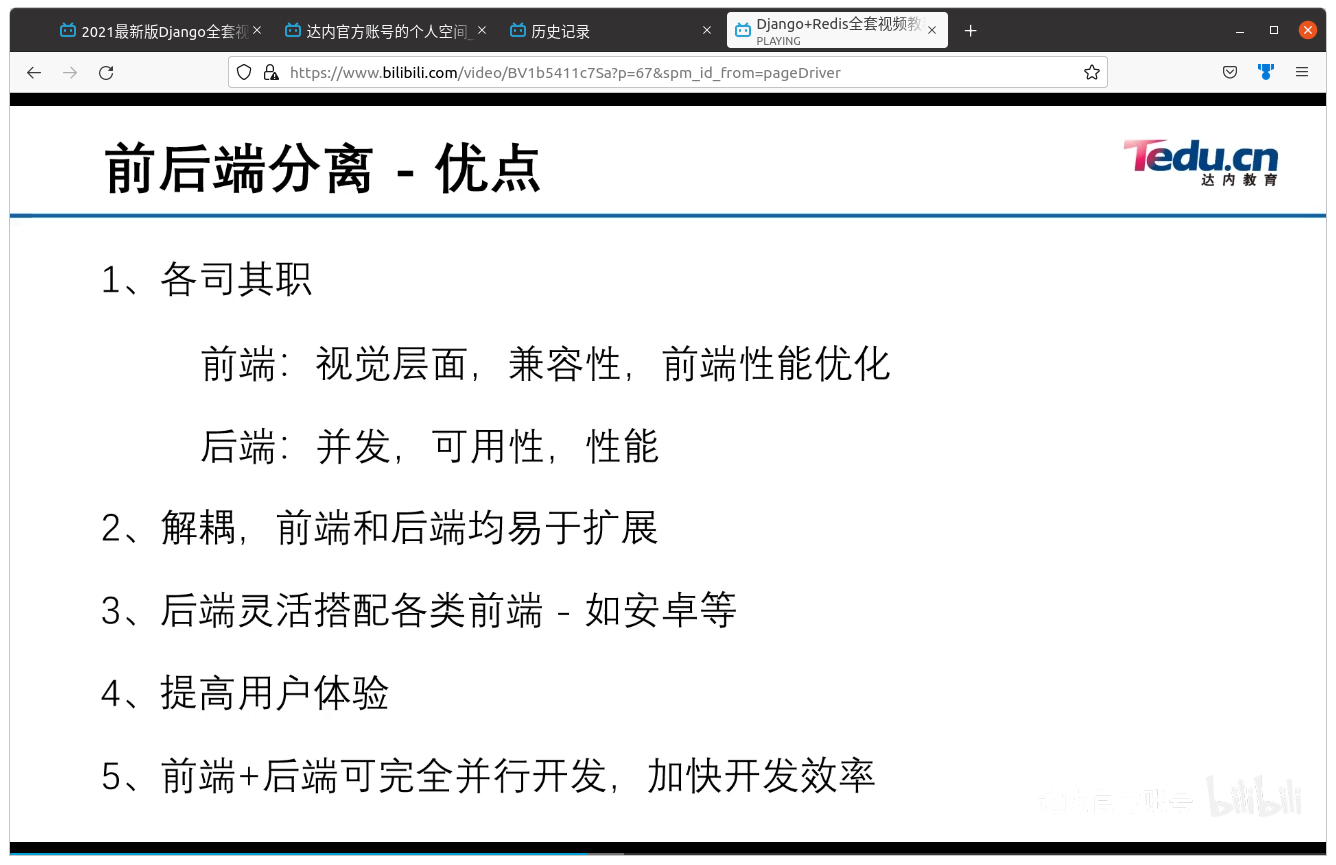 2021最新版Django全套视
达内官方账号的个人空间_
历史记录
Django+Redis全套视频教
PLAYING
https://www.bilibili.com/video/BV1b5411c7Sa?p=67&spm_id_from=pageDriver
前后端分离 - 优点
Tedu.cn
达内教育
1、各司其职
前端：视觉层面，兼容性，前端性能优化
后端：并发，可用性，性能
2、解耦，前端和后端均易于扩展
3、后端灵活搭配各类前端 - 如安卓等
4、提高用户体验
5、前端+后端可完全并行开发，加快开发效率
达内官方账号 bilibili